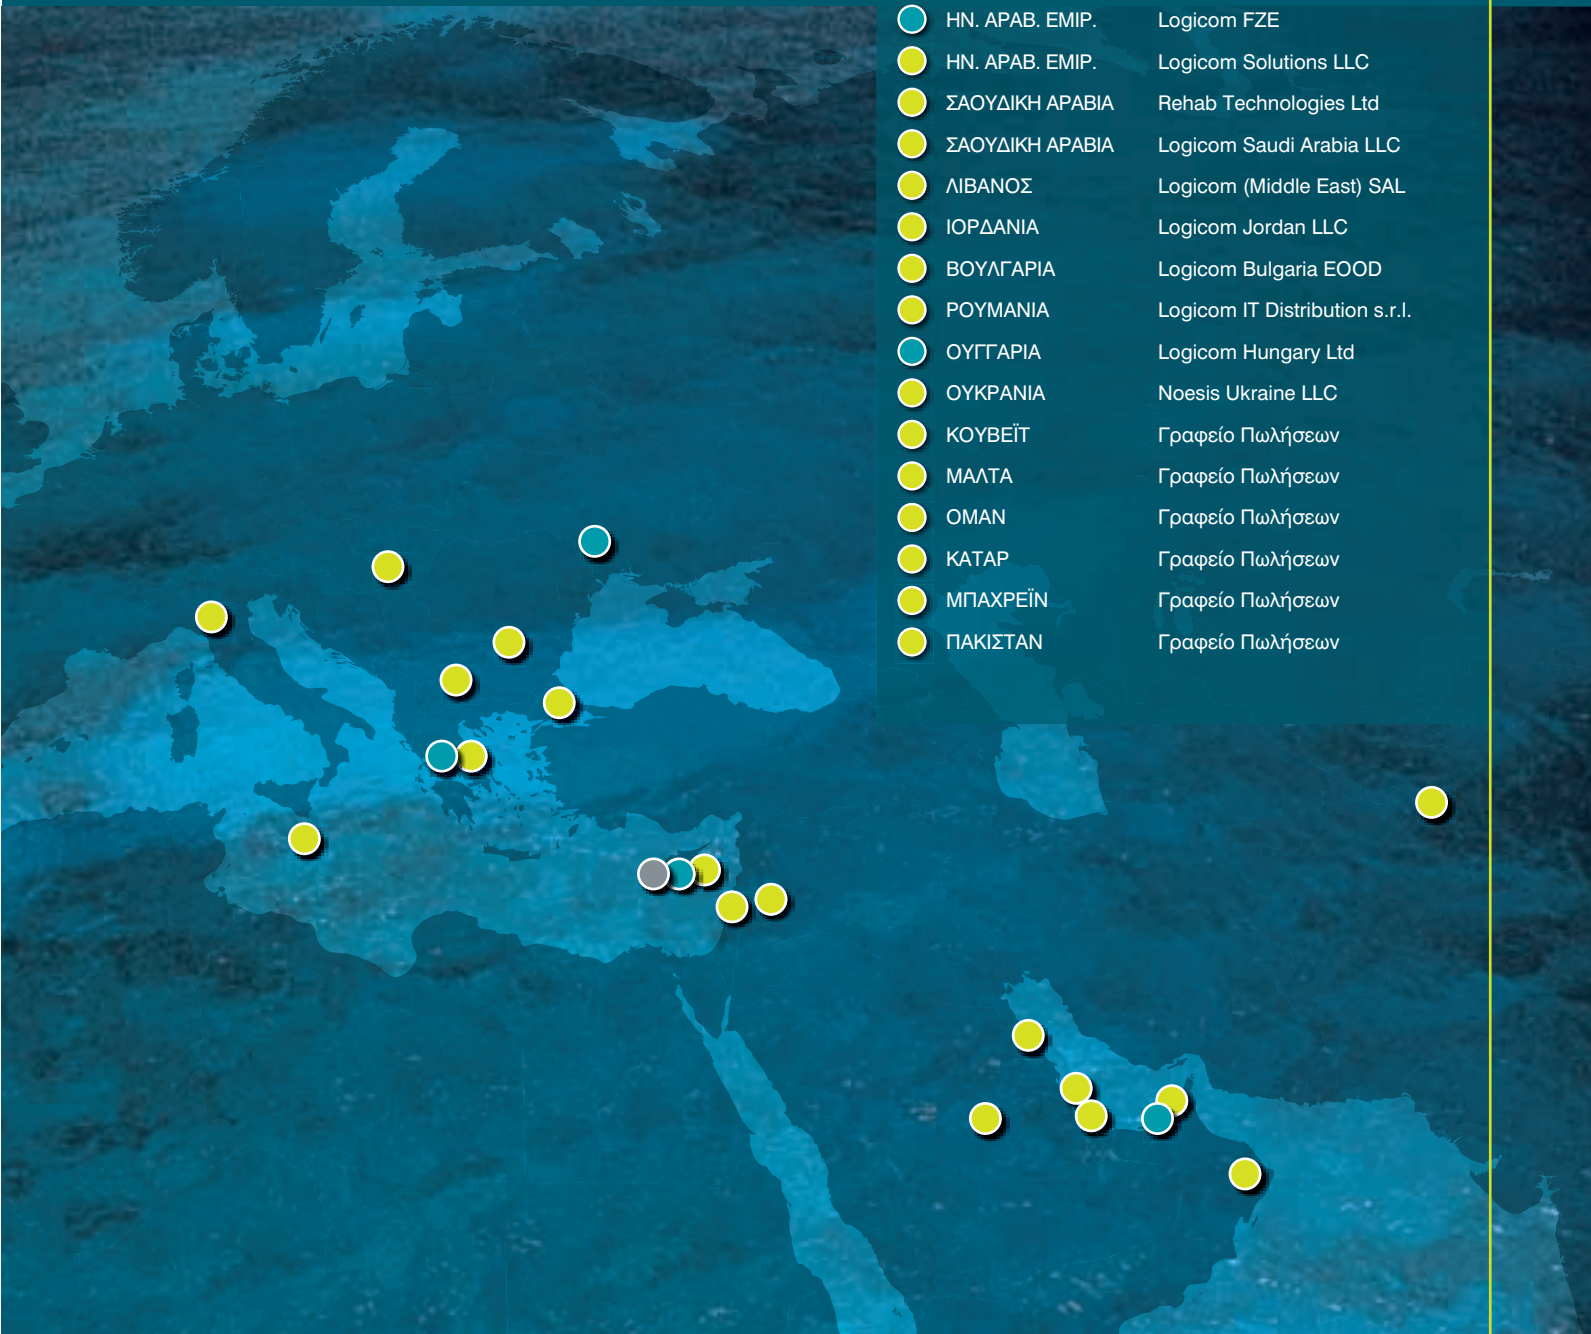 ΗΝ. ΑΡΑΒ. ΕΜΙΡ. Logicom FZE
ΗΝ. ΑΡΑΒ. ΕΜΙΡ. Logicom Solutions LLC
ΣΑΟΥΔΙΚΗ ΑΡΑΒΙΑ Rehab Technologies Ltd
ΣΑΟΥΔΙΚΗ ΑΡΑΒΙΑ Logicom Saudi Arabia LLC
ΛΙΒΑΝΟΣ Logicom (Middle East) SAL
ΙΟΡΔΑΝΙΑ Logicom Jordan LLC
ΒΟΥΛΓΑΡΙΑ Logicom Bulgaria EOOD
ΡΟΥΜΑΝΙΑ Logicom IT Distribution s.r.l.
ΟΥΓΓΑΡΙΑ Logicom Hungary Ltd
ΟΥΚΡΑΝΙΑ Noesis Ukraine LLC
ΚΟΥΒΕΪΤ Γραφείο Πωλήσεων
ΜΑΛΤΑ Γραφείο Πωλήσεων
ΟΜΑΝ Γραφείο Πωλήσεων
ΚΑΤΑΡ Γραφείο Πωλήσεων
ΜΠΑΧΡΕΪΝ Γραφείο Πωλήσεων
ΠΑΚΙΣΤΑΝ Γραφείο Πωλήσεων